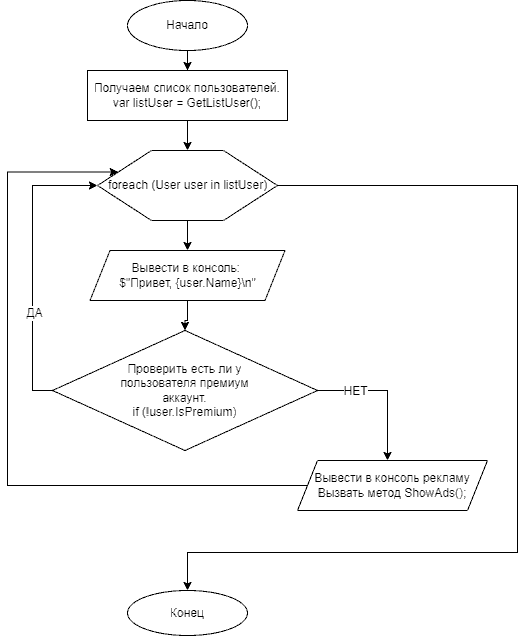 Начало
Получаем список пользователей.
var listUser = GetListUser();
foreach (User user in listUser)
Вывести в консоль:
$"Привет, {user.Name}\n"
ДА
Проверить есть ли у
пользователя премиум
аккаунт.
if (!user.IsPremium)
НЕТ
Вывести в консоль рекламу
Вызвать метод ShowAds();
Конец